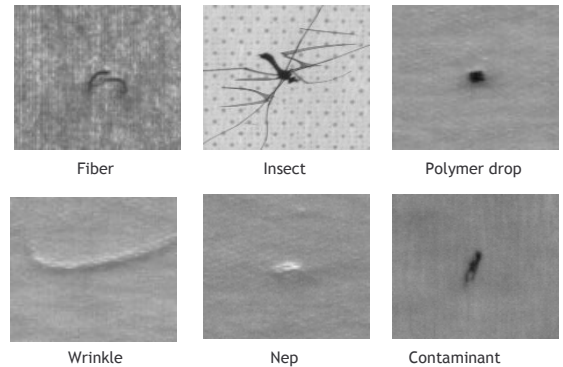 Fiber
Insect
Polymer drop
Wrinkle
Nep
Contaminant